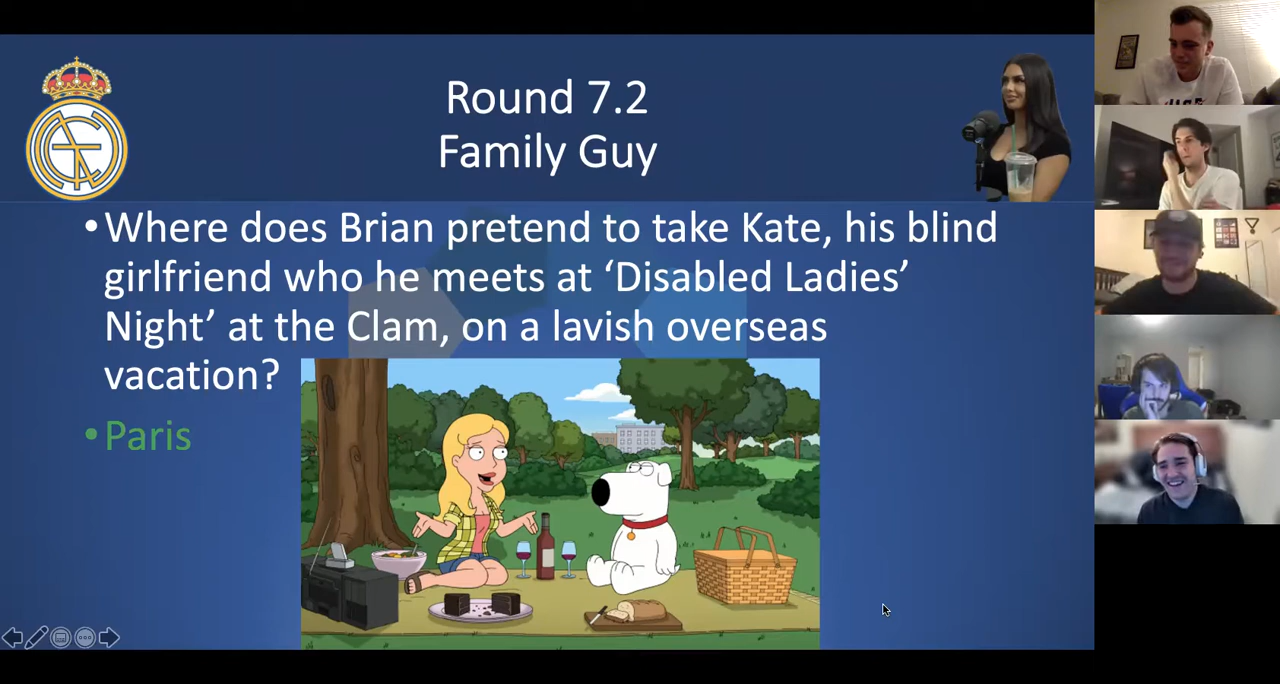 Round 7.2
Family Guy
•Where does Brian pretend to take Kate, his blind
girlfriend who he meets at ‘Disabled Ladies’
Night’ at the Clam, on a lavish overseas
vacation?
•Paris